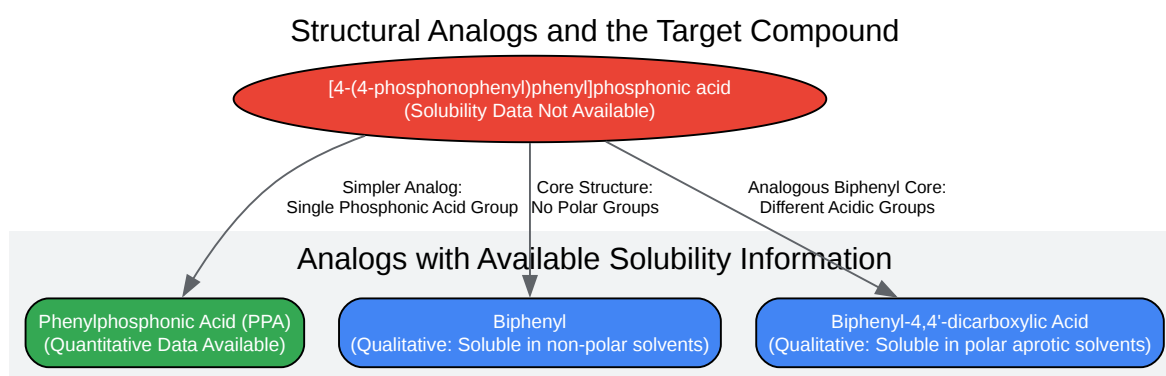 Structural Analogs and the Target Compound
[4-(4-phosphonophenyl)phenyl]phosphonic acid
(Solubility Data Not Available)
Simpler Analog:
Single Phosphonic Acid Group
Core Structure:
No Polar Groups
Analogous Biphenyl Core:
Different Acidic Groups
Analogs with Available Solubility Information
Phenylphosphonic Acid (PPA)
(Quantitative Data Available)
Biphenyl
(Qualitative: Soluble in non-polar solvents)
Biphenyl-4,4'-dicarboxylic Acid
(Qualitative: Soluble in polar aprotic solvents)